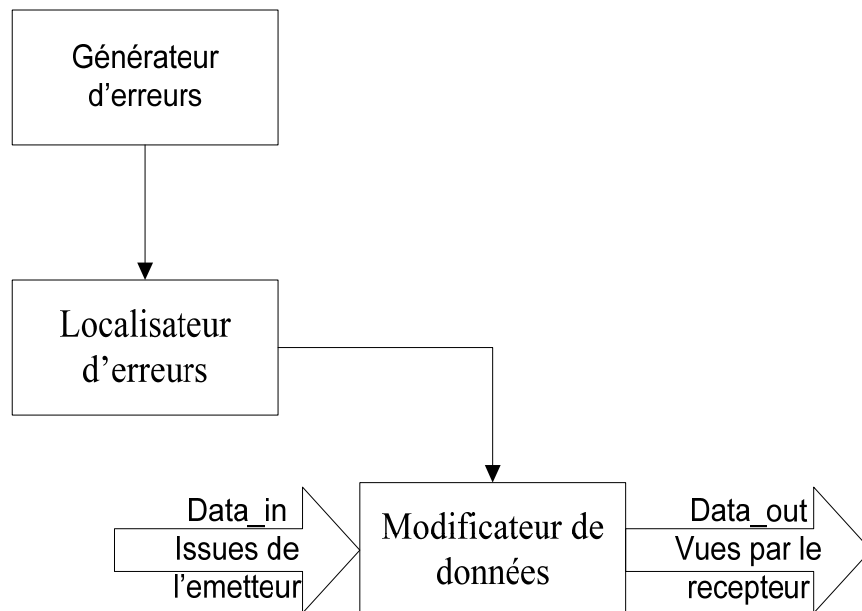 Générateur
d'erreurs
Localisateur
d'erreurs
Data_in
Issues de
l'emetteur
Modificateur de
données
Data_out
Vues par le
recepteur